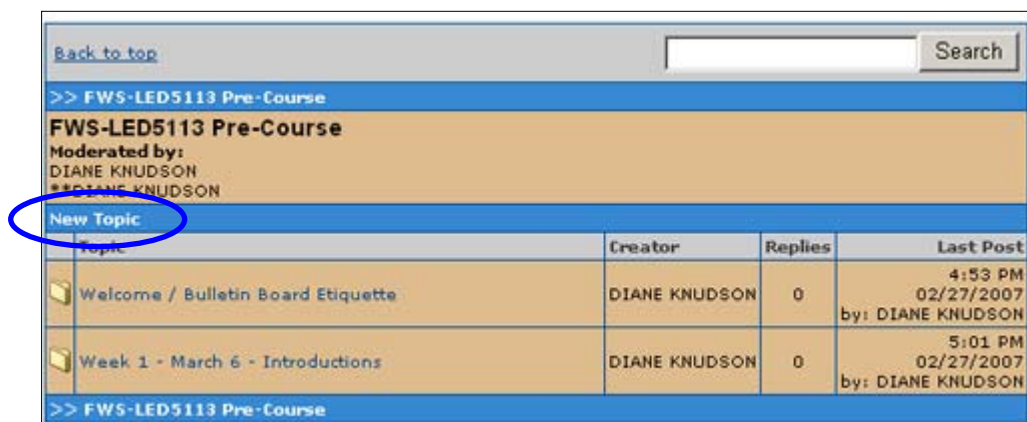 Back to top Search
>> FWS-LED5113 Pre-Course
FWS-LED5113 Pre-Course
Moderated by:
DIANE KNUDSON
**DIANE KNUDSON
New Topic
Topic Creator Replies Last Post
Welcome / Bulletin Board Etiquette DIANE KNUDSON 0 4:53 PM
02/27/2007
by: DIANE KNUDSON
Week 1 - March 6 - Introductions DIANE KNUDSON 0 5:01 PM
02/27/2007
by: DIANE KNUDSON
>> FWS-LED5113 Pre-Course